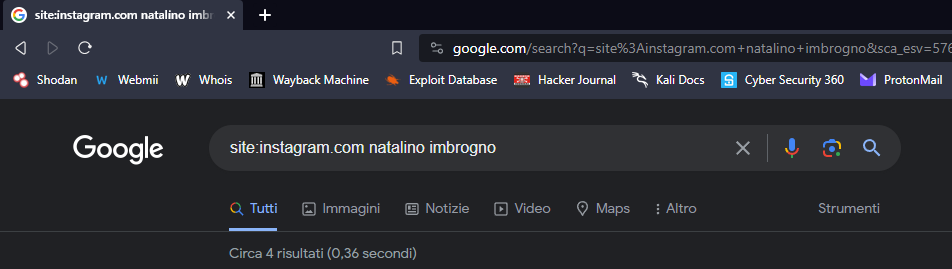 site:instagram.com natalino imbr
google.com/search?q=site%3Ainstagram.com+natalino+imbrogno&sca_esv=576
Shodan Webmii Whois Wayback Machine Exploit Database Hacker Journal Kali Docs Cyber Security 360 ProtonMail
Google site:instagram.com natalino imbrogno
Tutti Immagini Notizie Video Maps Altro Strumenti
Circa 4 risultati (0,36 secondi)